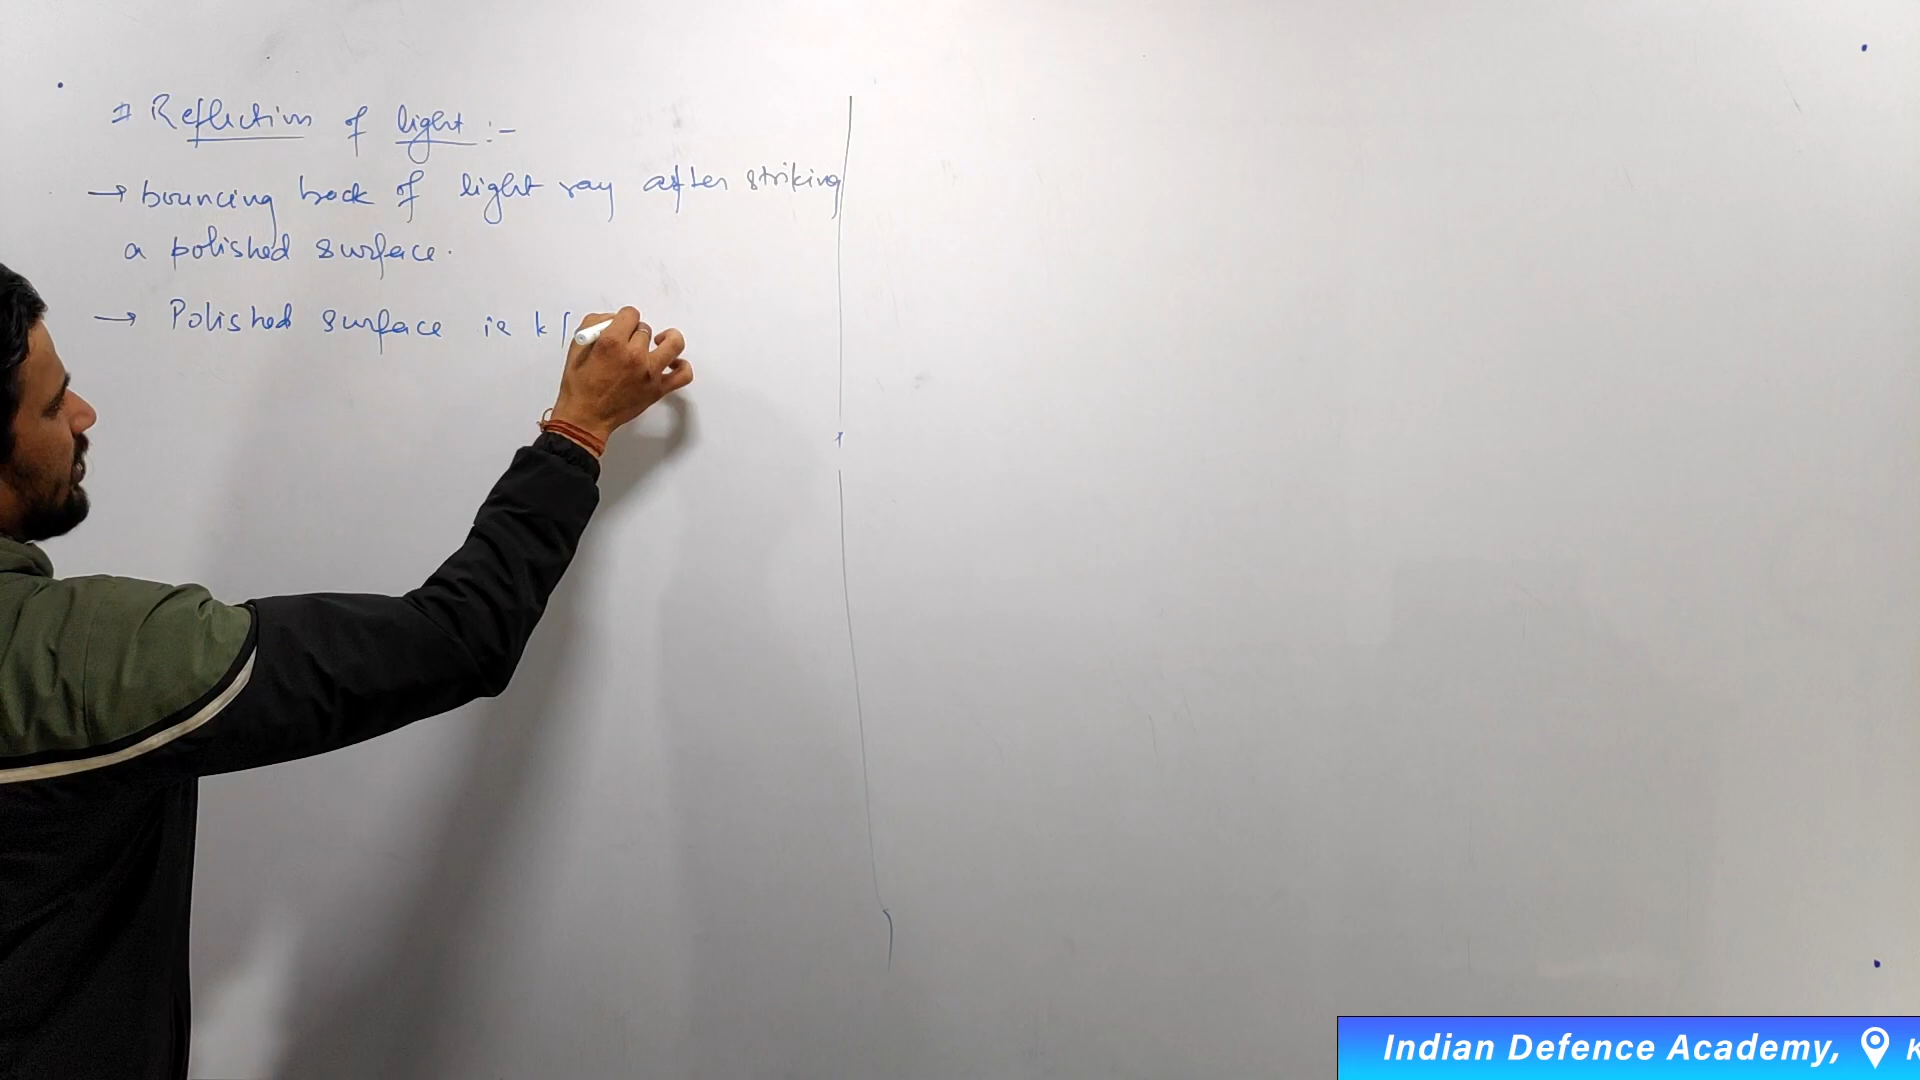 # Reflection of light :-
→ bouncing back of light ray after striking
a polished surface.
→ Polished surface is k/
Indian Defence Academy, K